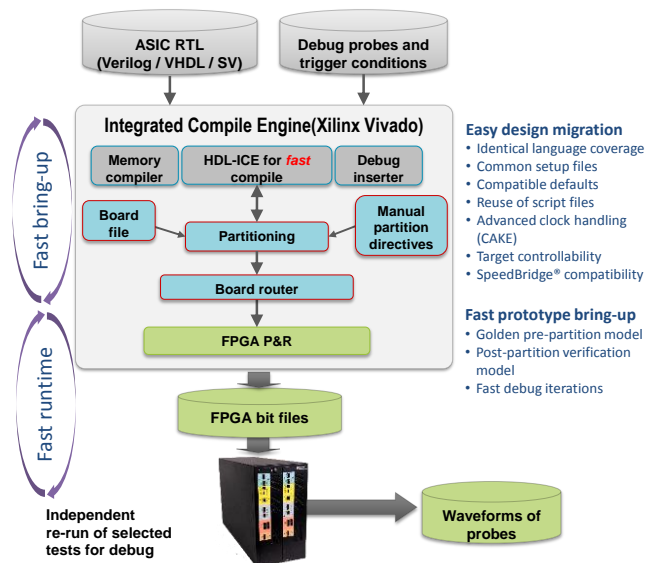 ASIC RTL
(Verilog / VHDL / SV)
Debug probes and
trigger conditions
Integrated Compile Engine(Xilinx Vivado)
Memory
compiler
HDL-ICE for fast
compile
Debug
inserter
Board
file
Partitioning
Manual
partition
directives
Board router
FPGA P&R
FPGA bit files
Waveforms of
probes
Fast bring-up
Fast runtime
Independent
re-run of selected
tests for debug
Easy design migration
• Identical language coverage
• Common setup files
• Compatible defaults
• Reuse of script files
• Advanced clock handling
(CAKE)
• Target controllability
• SpeedBridge® compatibility
Fast prototype bring-up
• Golden pre-partition model
• Post-partition verification
model
• Fast debug iterations